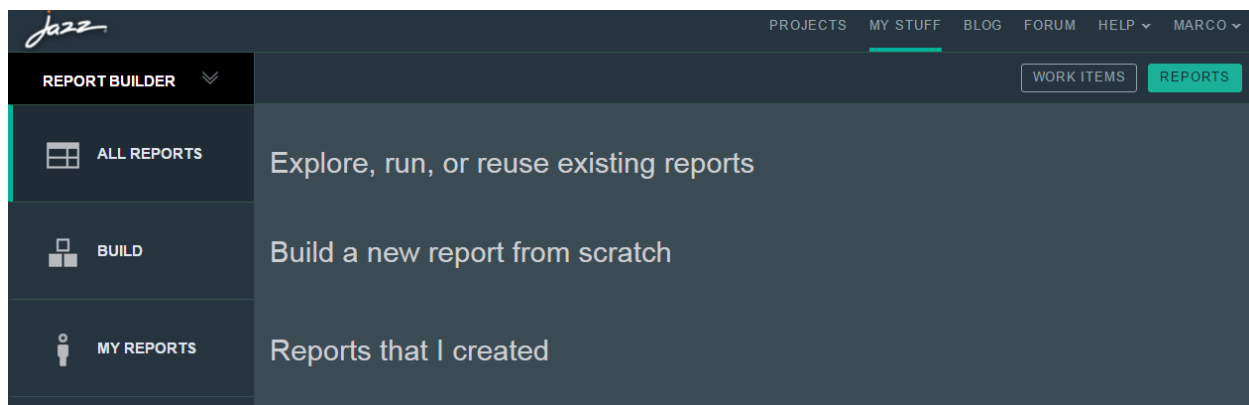 jazz
PROJECTS MY STUFF BLOG FORUM HELP MARCO
REPORT BUILDER
WORK ITEMS REPORTS
ALL REPORTS
Explore, run, or reuse existing reports
BUILD
Build a new report from scratch
MY REPORTS
Reports that I created